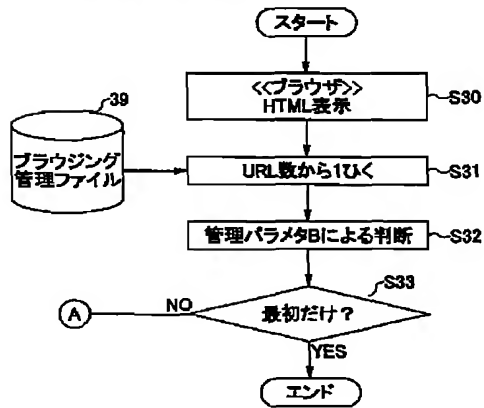 スタート
<<ブラウザ>>
HTML表示
S30
39
ブラウジング
管理ファイル
URL数から1ひく
S31
管理パラメタBによる判断
S32
S33
A
NO
最初だけ?
YES
エンド